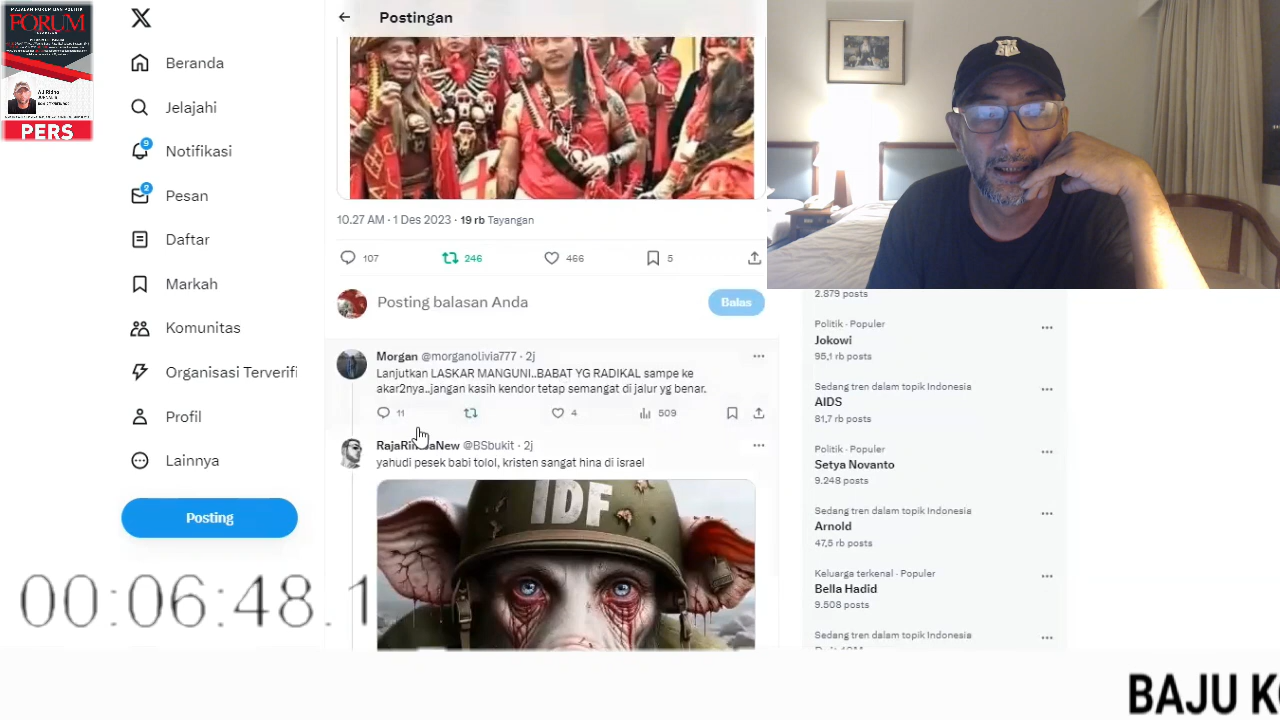 FORUM
PERS
X
Beranda
Jelajahi
9
Notifikasi
2
Pesan
Daftar
Markah
Komunitas
Organisasi Terverifi
Profil
Lainnya
Posting
00:06:48.1
Postingan
10.27 AM · 1 Des 2023 · 19 rb Tayangan
107 246 466 5
Posting balasan Anda
Balas
Morgan @morganolivia777 · 2j
Lanjutkan LASKAR MANGUNI..BABAT YG RADIKAL sampe ke
akar2nya..jangan kasih kendor tetap semangat di jalur yg benar.
11 4 509
@BSbukit · 2j
yahudi pesek babi tolol, kristen sangat hina di israel
IDF
2.879 posts
Politik · Populer
Jokowi
95,1 rb posts
Sedang tren dalam topik Indonesia
AIDS
81,7 rb posts
Politik · Populer
Setya Novanto
9.248 posts
Sedang tren dalam topik Indonesia
Arnold
47,5 rb posts
Keluarga terkenal · Populer
Bella Hadid
9.508 posts
Sedang tren dalam topik Indonesia
BAJU